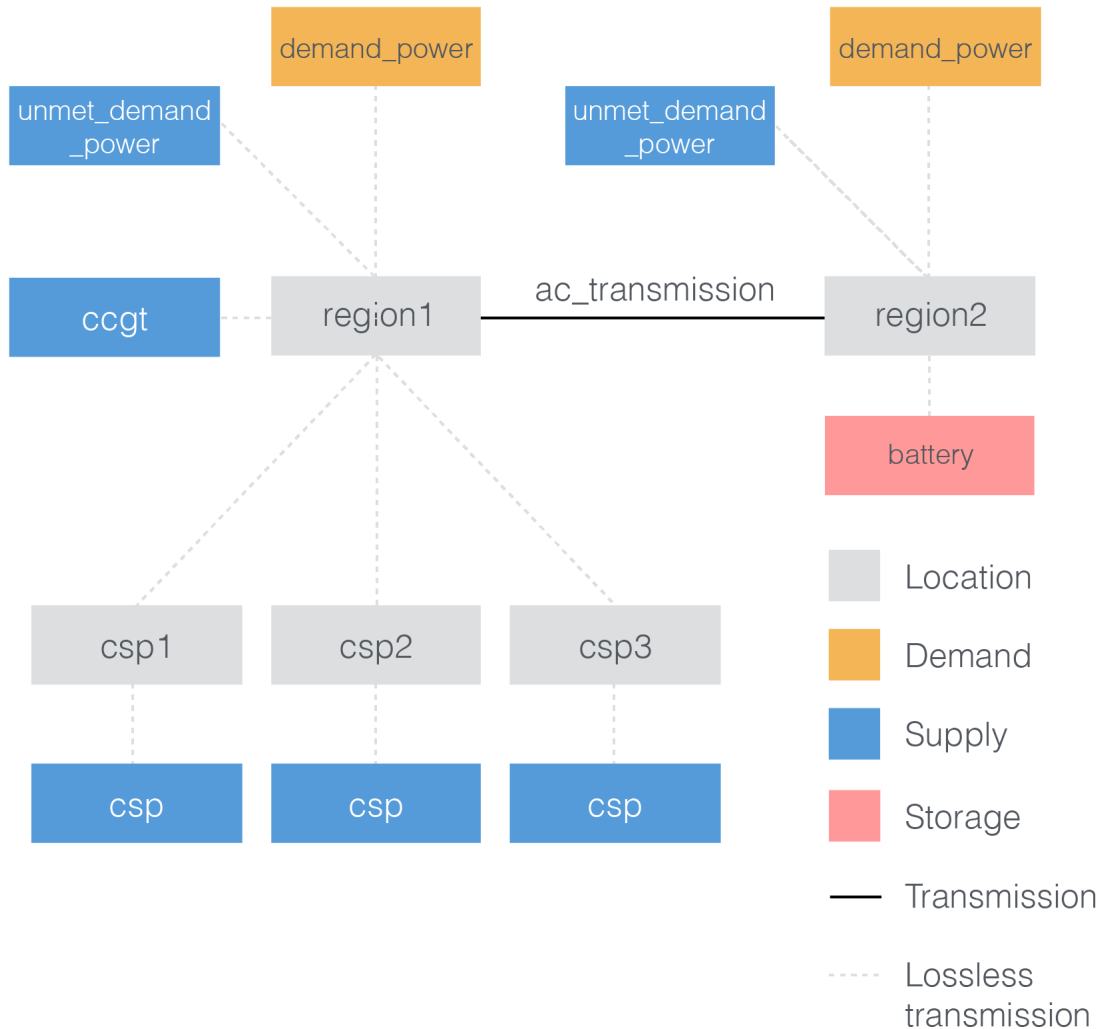 demand_power
demand_power
unmet_demand
_power
unmet_demand
_power
ac_transmission
ccgt
region1
region2
battery
Location
csp1
csp2
csp3
Demand
Supply
csp
csp
csp
Storage
Transmission
Lossless
transmission